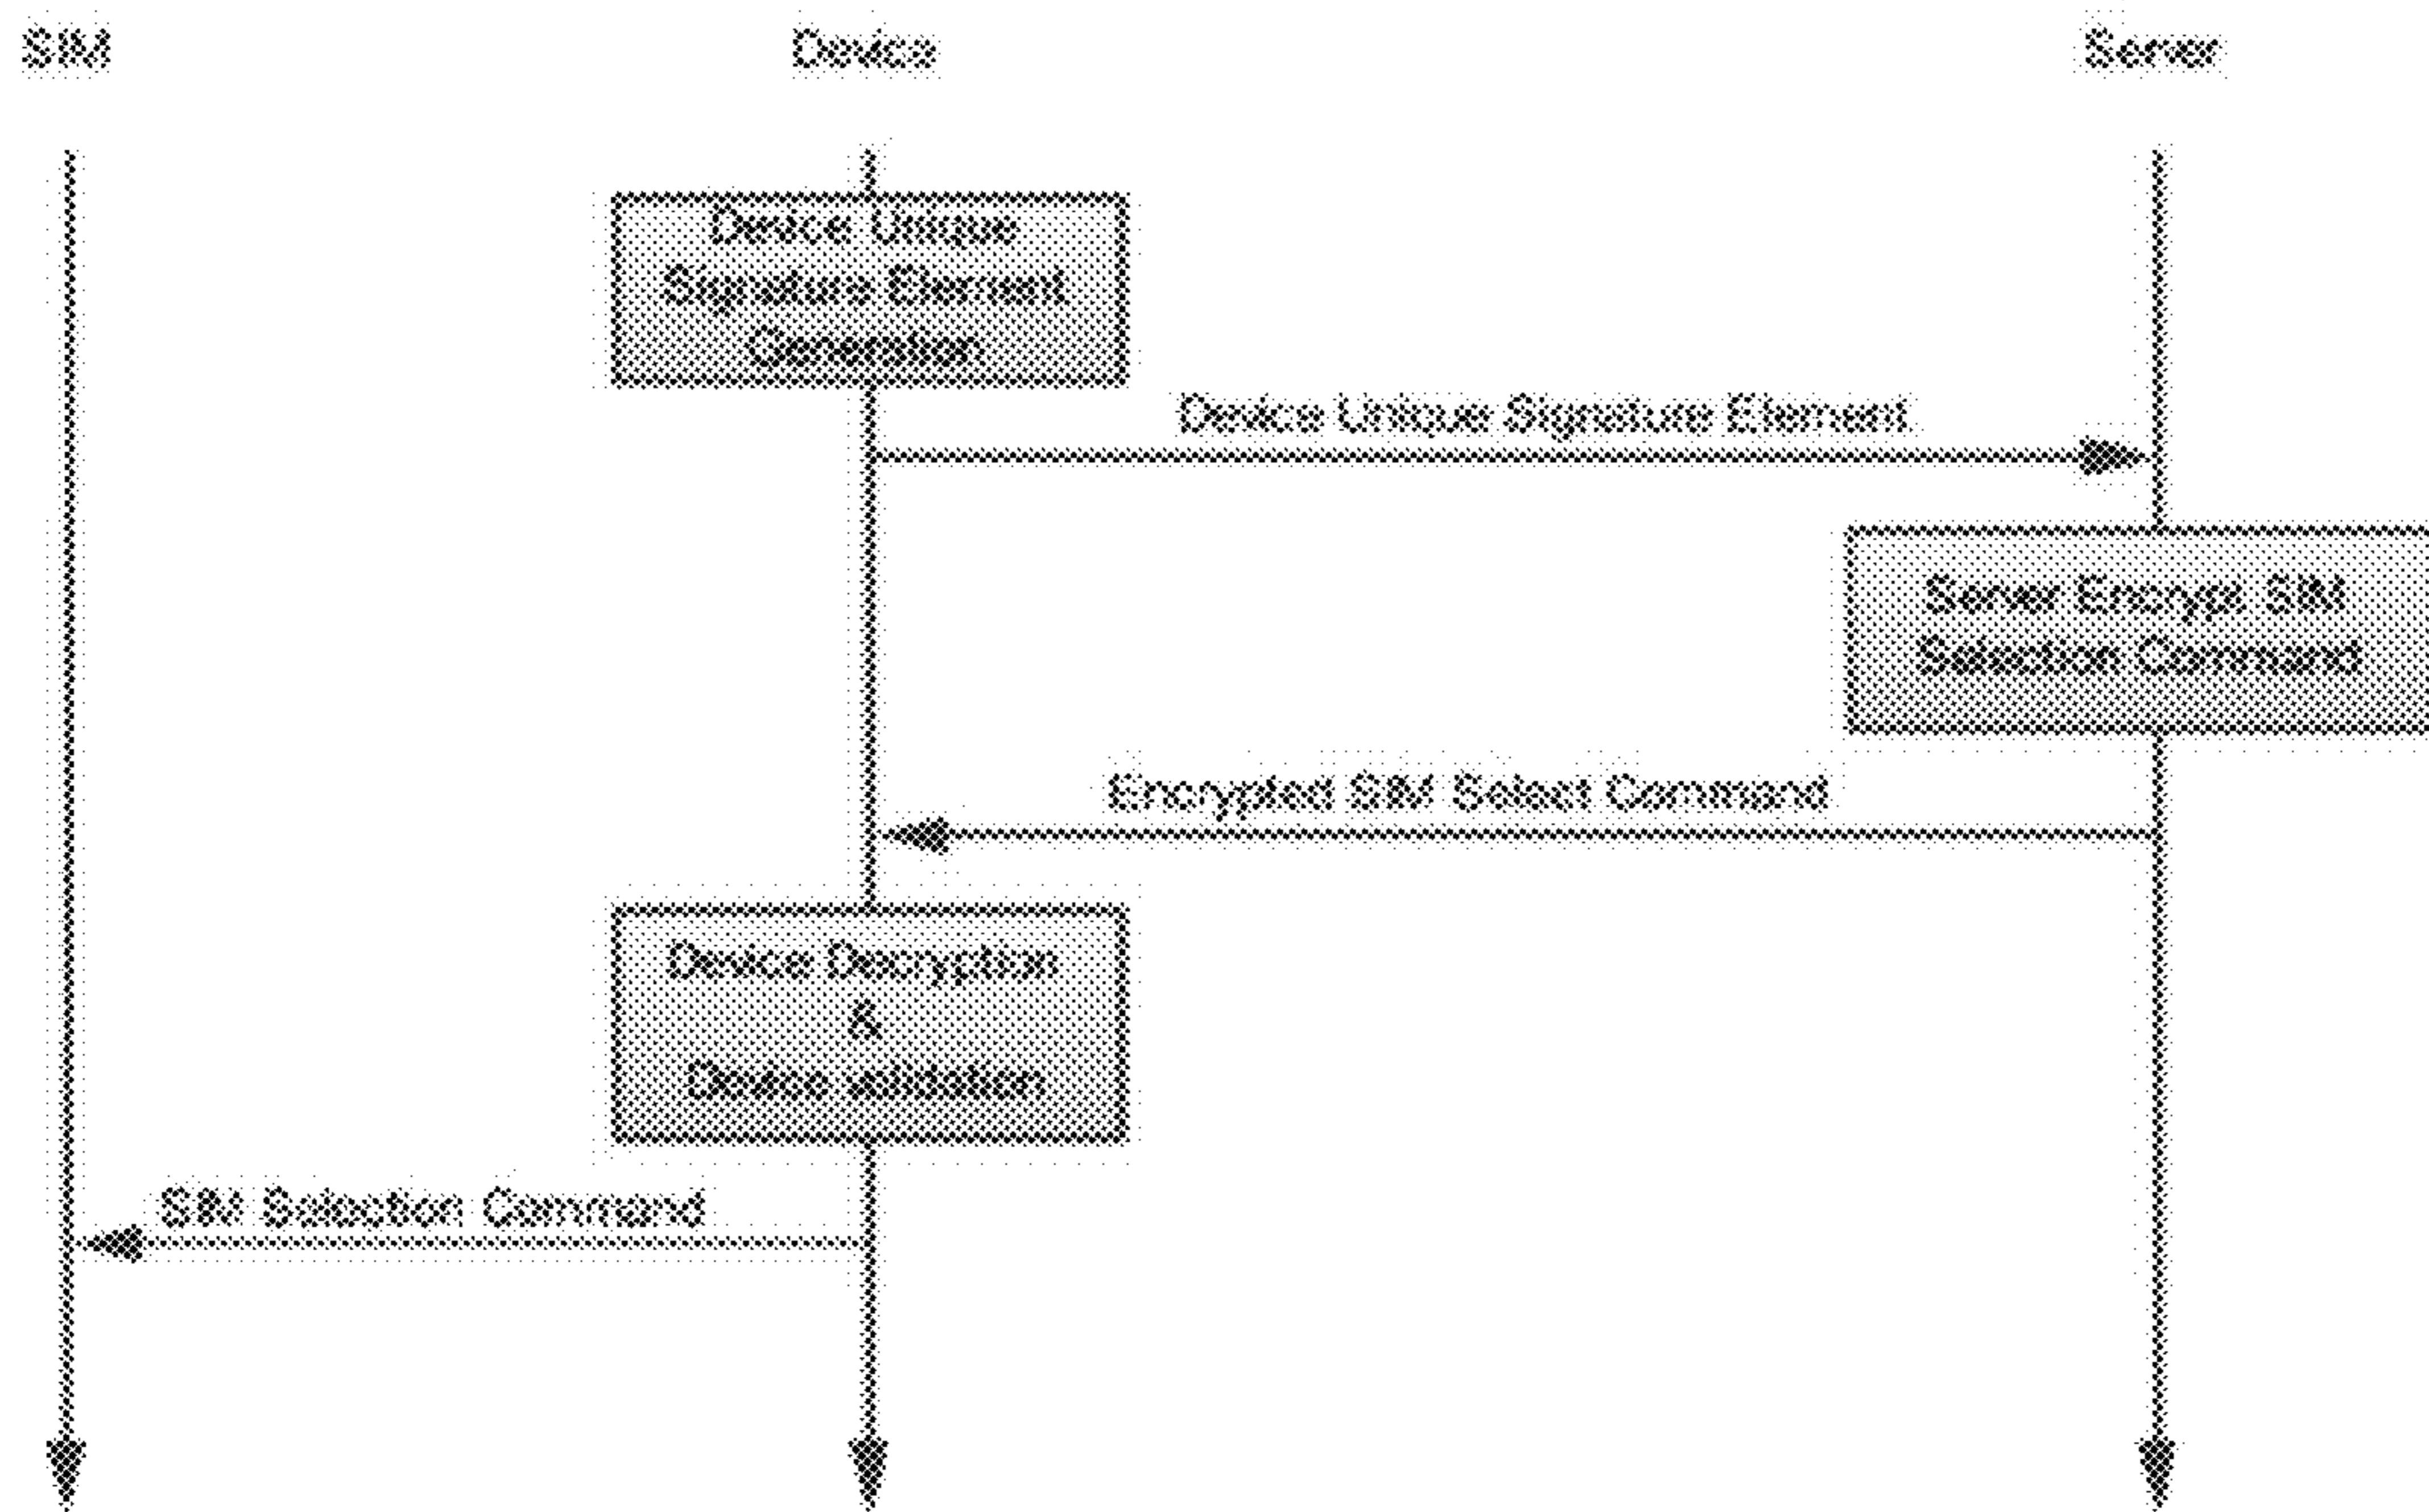 SIM
Device
Server
Device Unique
Signature Element
Generation
Device Unique Signature Element
Server Encrypt SIM
Selection Command
Encrypted SIM Select Command
Device Decryption
&
Device validation
SIM Selection Command